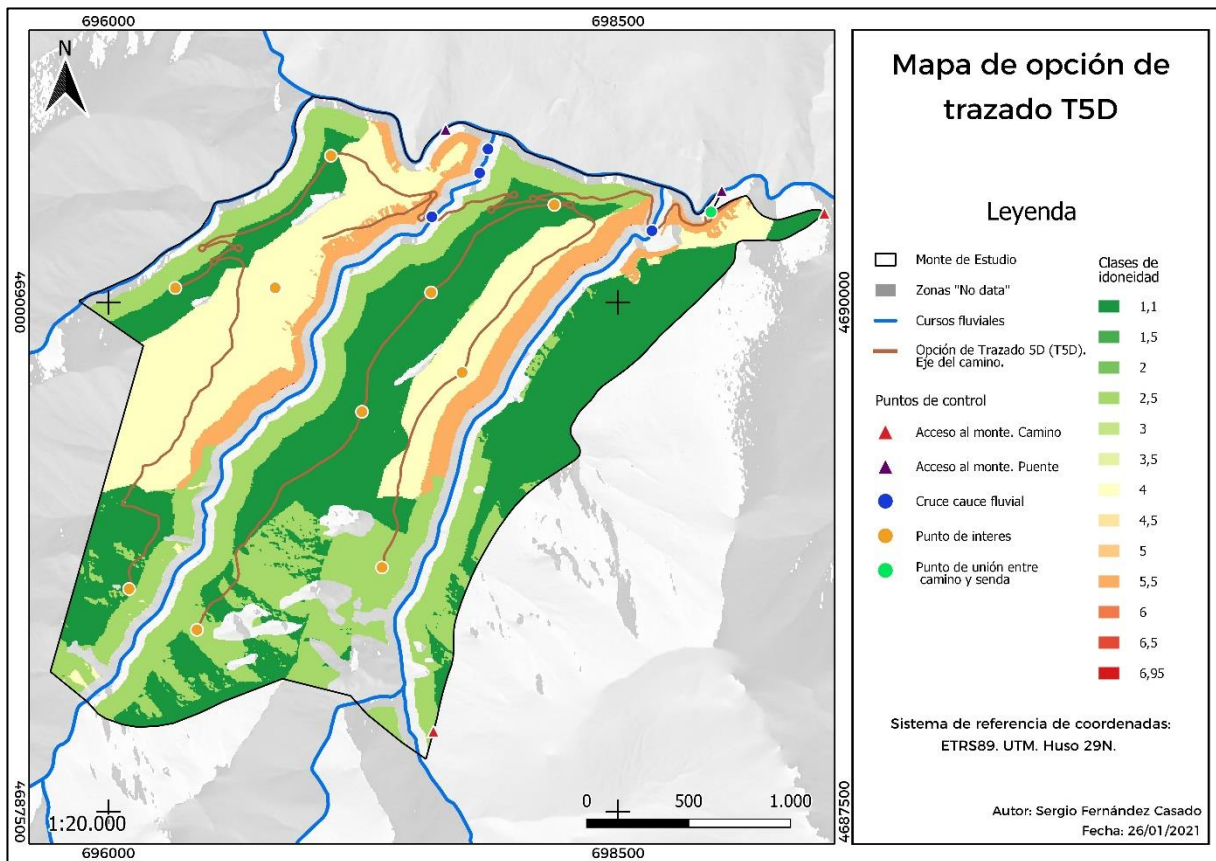 696000
698500
N
4690000
4690000
4687500
4687500
0
500
1.000
1:20.000
696000
698500
Mapa de opción de
trazado T5D
Leyenda
Monte de Estudio
Zonas "No data"
Cursos fluviales
Opción de Trazado 5D (T5D).
Eje del camino.
Puntos de control
Acceso al monte. Camino
Acceso al monte. Puente
Cruce cauce fluvial
Punto de interes
Punto de unión entre
camino y senda
Clases de
idoneidad
1,1
1,5
2
2,5
3
3,5
4
4,5
5
5,5
6
6,5
6,95
Sistema de referencia de coordenadas:
ETRS89. UTM. Huso 29N.
Autor: Sergio Fernández Casado
Fecha: 26/01/2021